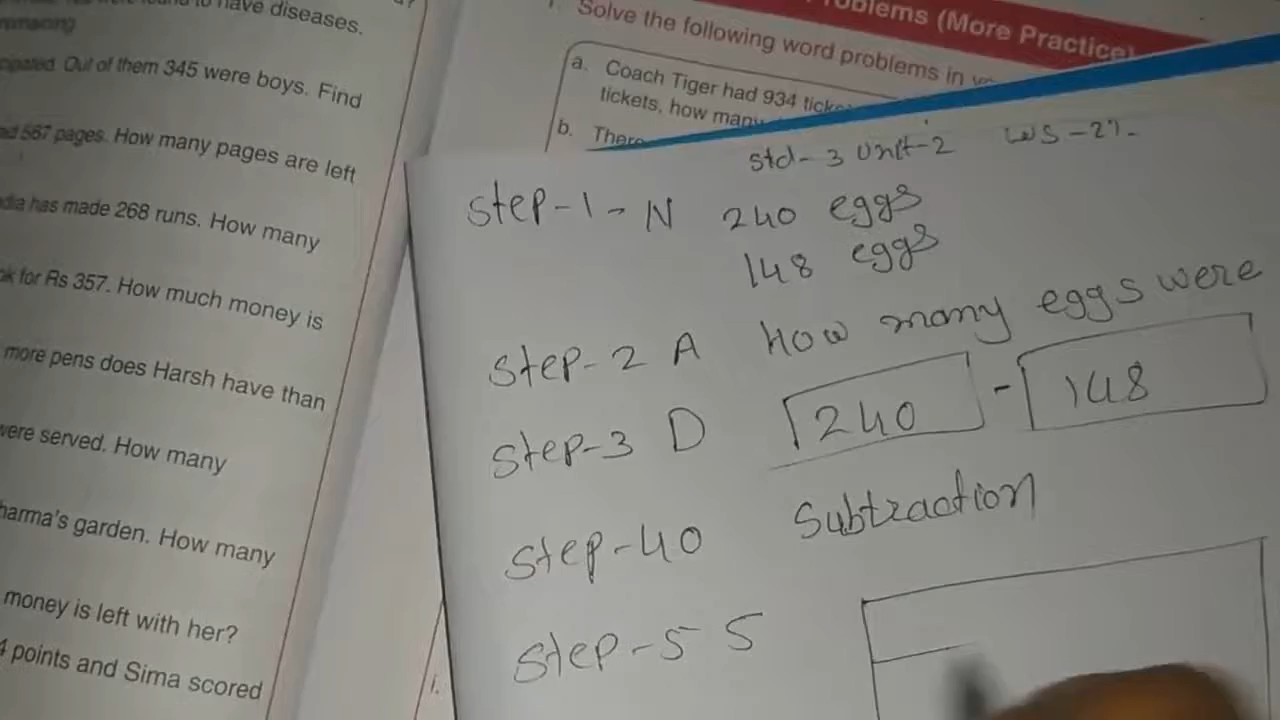 have diseases.
remaining
Out of them 345 were boys. Find
567 pages. How many pages are left
has made 268 runs. How many
for Rs 357. How much money is
more pens does Harsh have than
were served. How many
garden. How many
money is left with her?
points and Sima scored
(More Practice)
Solve the following word problems in
a. Coach Tiger had 934
tickets, how many
b. There
i.
Std-3 Unit-2 WS-27-
Step-1-N 240 eggs
148 eggs
Step-2 A How many eggs were
Step-3 D 240 - 148
Step-4O Subtraction
Step-5 S